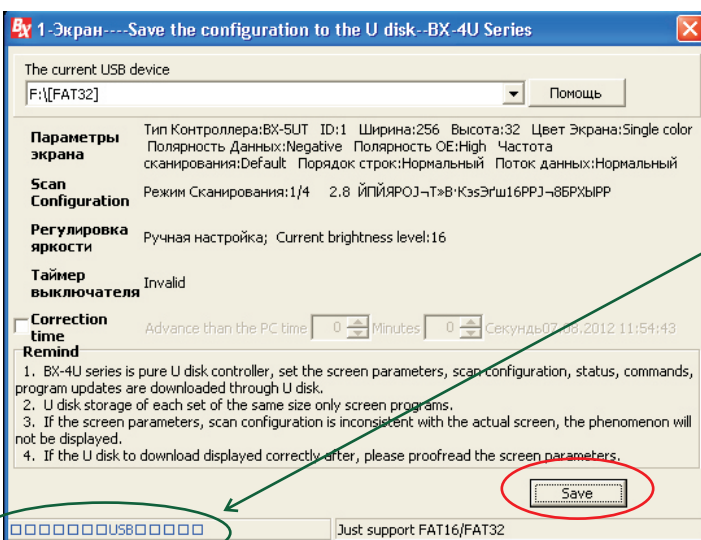 1-Экран----Save the configuration to the U disk--BX-4U Series
The current USB device
F:\[FAT32]
Помощь
Параметры экрана
Тип Контроллера:BX-5UT ID:1 Ширина:256 Высота:32 Цвет Экрана:Single color
Полярность Данных:Negative Полярность OE:High Частота
сканирования:Default Порядок строк:Нормальный Поток данных:Нормальный
Scan Configuration
Режим Сканирования:1/4 2.8
Регулировка яркости
Ручная настройка; Current brightness level:16
Таймер выключателя
Invalid
Correction time
Advance than the PC time 0 Minutes 0 Секундь07.08.2012 11:54:43
Remind
1. BX-4U series is pure U disk controller, set the screen parameters, scan configuration, status, commands,
program updates are downloaded through U disk.
2. U disk storage of each set of the same size only screen programs.
3. If the screen parameters, scan configuration is inconsistent with the actual screen, the phenomenon will
not be displayed.
4. If the U disk to download displayed correctly after, please proofread the screen parameters.
Save
□□□□□□□USB□□□□□
Just support FAT16/FAT32